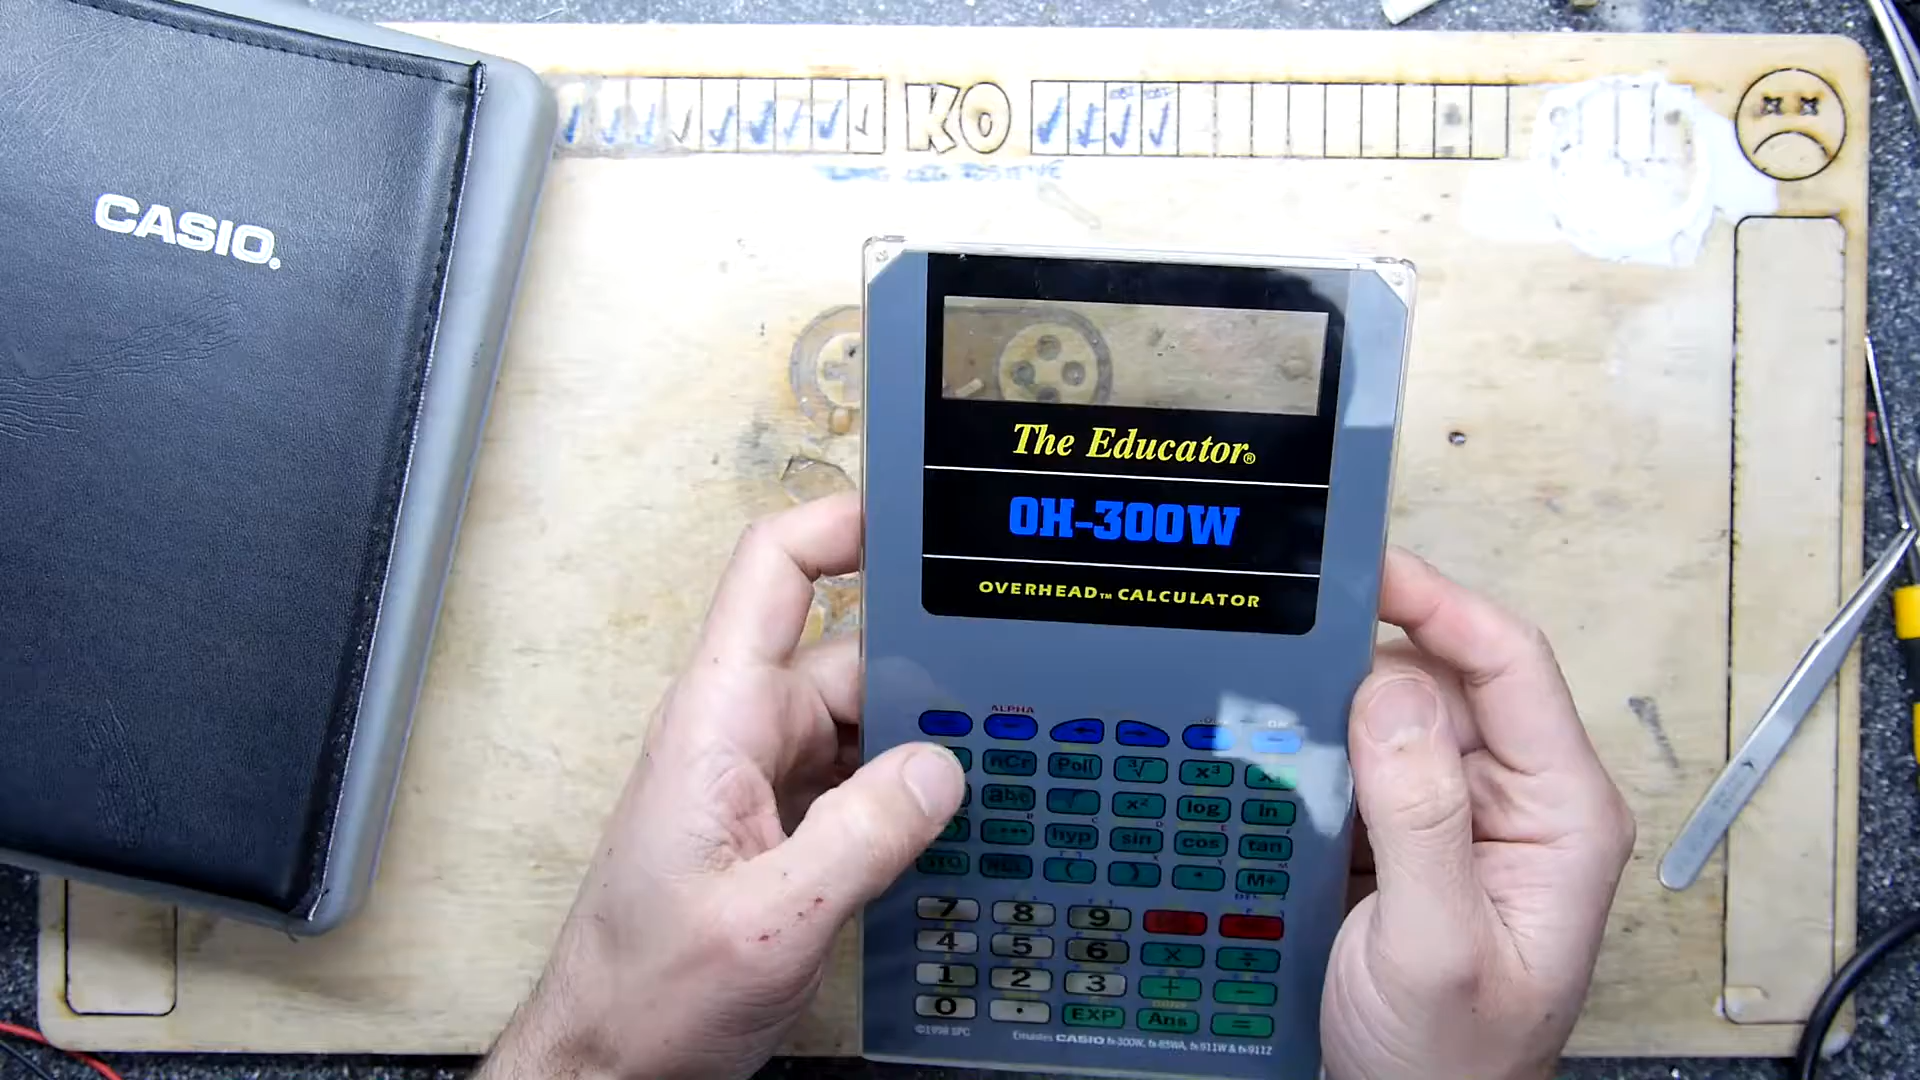 CASIO®
KO
The Educator®
OH-300W
OVERHEAD™ CALCULATOR
ALPHA
nCr Pol( ³√ x³
x² log ln
hyp sin cos tan
( ) M+
7 8 9
4 5 6 × ÷
1 2 3 + −
0 · EXP Ans =
©1998 SPC
Emulates CASIO fx-300W, fx-85WA, fx-911W & fx-911Z